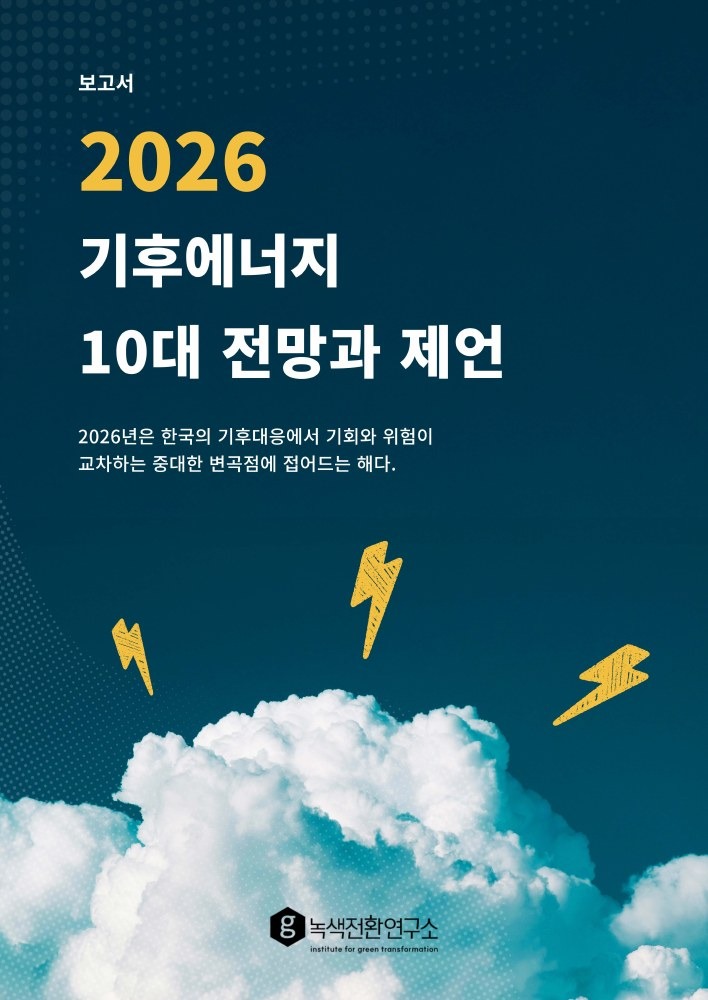 보고서
2026
기후에너지
10대 전망과 제언
2026년은 한국의 기후대응에서 기회와 위험이
교차하는 중대한 변곡점에 접어드는 해다.
g 녹색전환연구소
institute for green transformation